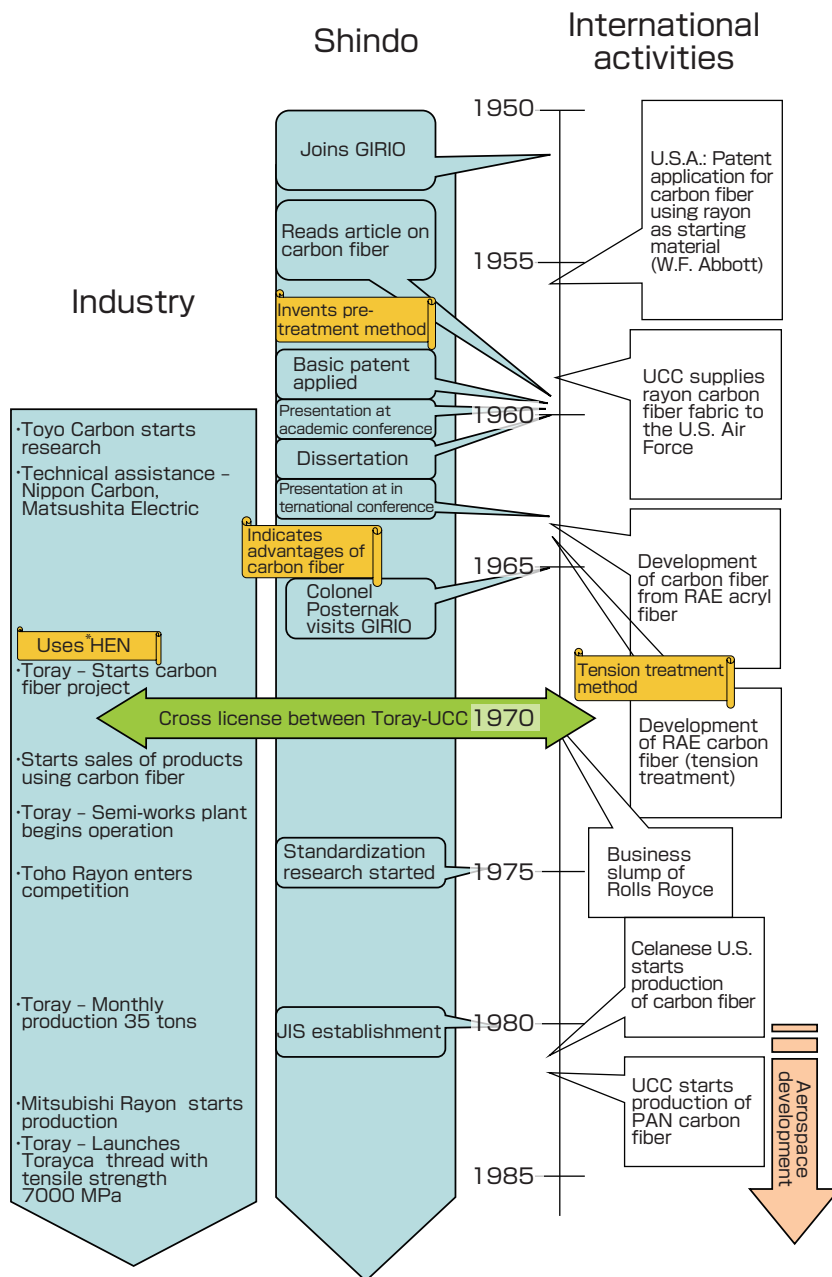 Shindo
International
activities
Industry
1950
1955
1960
1965
1970
1975
1980
1985
Joins GIRIO
Reads article on
carbon fiber
Invents pre-
treatment method
Basic patent
applied
Presentation at
academic conference
Dissertation
Presentation at in
ternational conference
Indicates
advantages of
carbon fiber
Colonel
Posternak
visits GIRIO
Standardization
research started
JIS establishment
·Toyo Carbon starts
research
·Technical assistance –
Nippon Carbon,
Matsushita Electric
Uses *HEN
·Toray – Starts carbon
fiber project
Cross license between Toray-UCC
·Starts sales of products
using carbon fiber
·Toray – Semi-works plant
begins operation
·Toho Rayon enters
competition
·Toray – Monthly
production 35 tons
·Mitsubishi Rayon starts
production
·Toray – Launches
Torayca thread with
tensile strength
7000 MPa
U.S.A.: Patent
application for
carbon fiber
using rayon
as starting
material
(W.F. Abbott)
UCC supplies
rayon carbon
fiber fabric to
the U.S. Air
Force
Development
of carbon fiber
from RAE acryl
fiber
Tension treatment
method
Development
of RAE carbon
fiber (tension
treatment)
Business
slump of
Rolls Royce
Celanese U.S.
starts
production
of carbon fiber
UCC starts
production of
PAN carbon
fiber
Aerospace
development